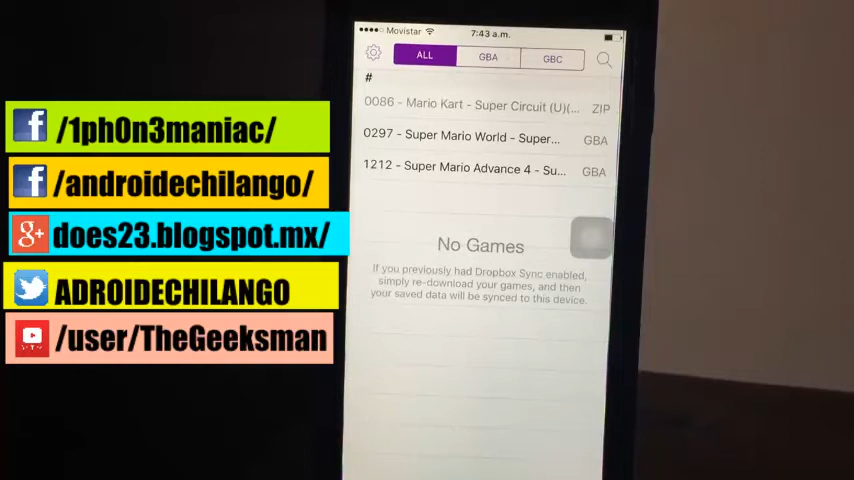 Movistar
7:43 a.m.
ALL
GBA
GBC
#
0086 - Mario Kart - Super Circuit (U)(... ZIP
0297 - Super Mario World - Super... GBA
1212 - Super Mario Advance 4 - Su... GBA
No Games
If you previously had Dropbox Sync enabled,
simply re-download your games, and then
your saved data will be synced to this device.
f /1ph0n3maniac/
f /androidechilango/
g+ does23.blogspot.mx/
ADROIDECHILANGO
/user/TheGeeksman